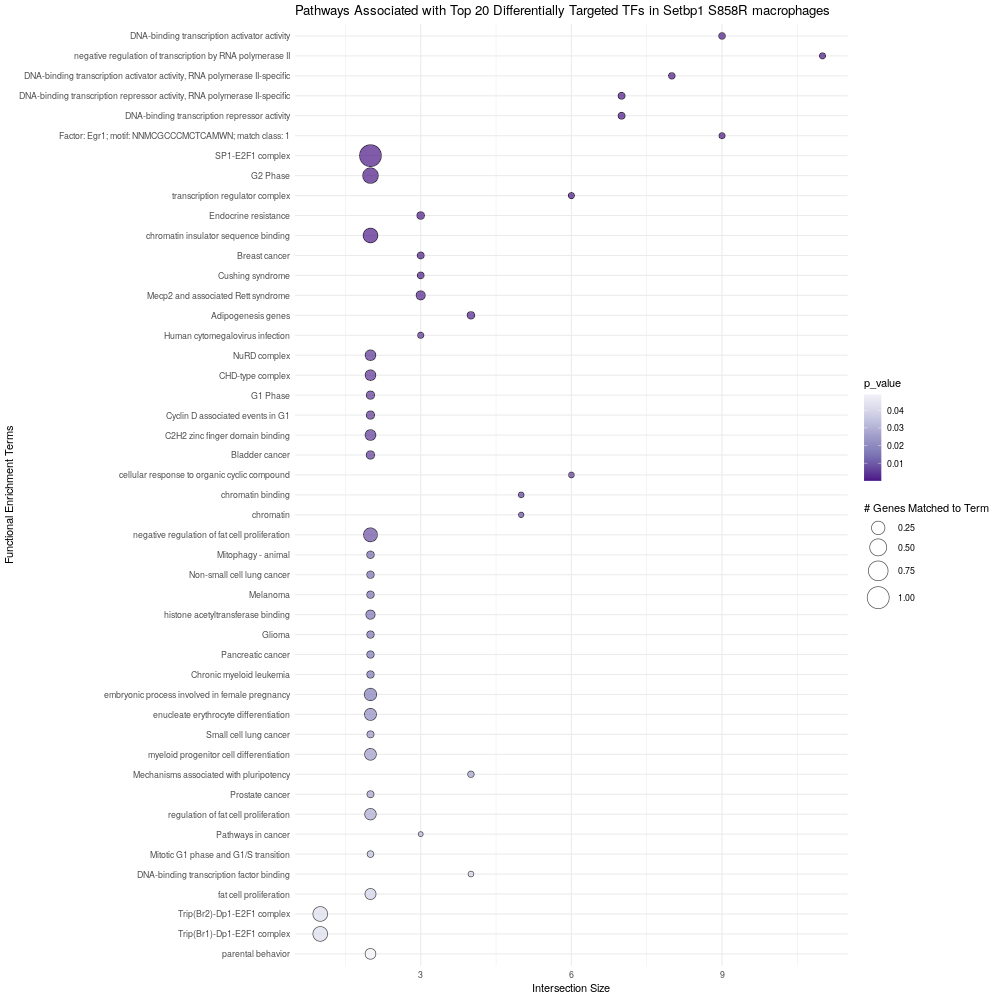 Pathways Associated with Top 20 Differentially Targeted TFs in Setbp1 S858R macrophages
Functional Enrichment Terms
DNA-binding transcription activator activity
negative regulation of transcription by RNA polymerase II
DNA-binding transcription activator activity, RNA polymerase II-specific
DNA-binding transcription repressor activity, RNA polymerase II-specific
DNA-binding transcription repressor activity
Factor: Egr1; motif: NNMCGCCCMCTCAMWN; match class: 1
SP1-E2F1 complex
G2 Phase
transcription regulator complex
Endocrine resistance
chromatin insulator sequence binding
Breast cancer
Cushing syndrome
Mecp2 and associated Rett syndrome
Adipogenesis genes
Human cytomegalovirus infection
NuRD complex
CHD-type complex
G1 Phase
Cyclin D associated events in G1
C2H2 zinc finger domain binding
Bladder cancer
cellular response to organic cyclic compound
chromatin binding
chromatin
negative regulation of fat cell proliferation
Mitophagy - animal
Non-small cell lung cancer
Melanoma
histone acetyltransferase binding
Glioma
Pancreatic cancer
Chronic myeloid leukemia
embryonic process involved in female pregnancy
enucleate erythrocyte differentiation
Small cell lung cancer
myeloid progenitor cell differentiation
Mechanisms associated with pluripotency
Prostate cancer
regulation of fat cell proliferation
Pathways in cancer
Mitotic G1 phase and G1/S transition
DNA-binding transcription factor binding
fat cell proliferation
Trip(Br2)-Dp1-E2F1 complex
Trip(Br1)-Dp1-E2F1 complex
parental behavior
3
6
9
Intersection Size
p_value
0.04
0.03
0.02
0.01
# Genes Matched to Term
0.25
0.50
0.75
1.00